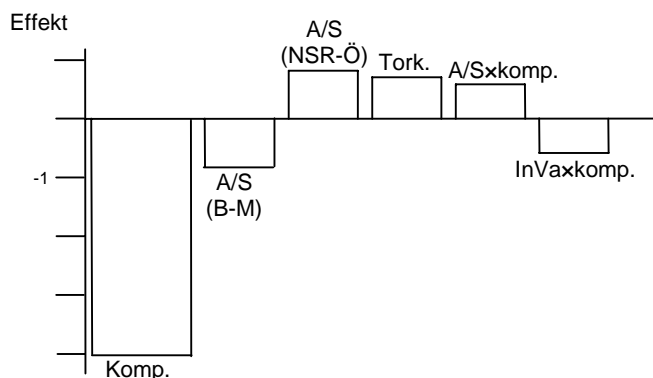 Effekt
A/S
(NSR-Ö)
Tork.
A/S×komp.
-1
A/S
(B-M)
InVa×komp.
Komp.